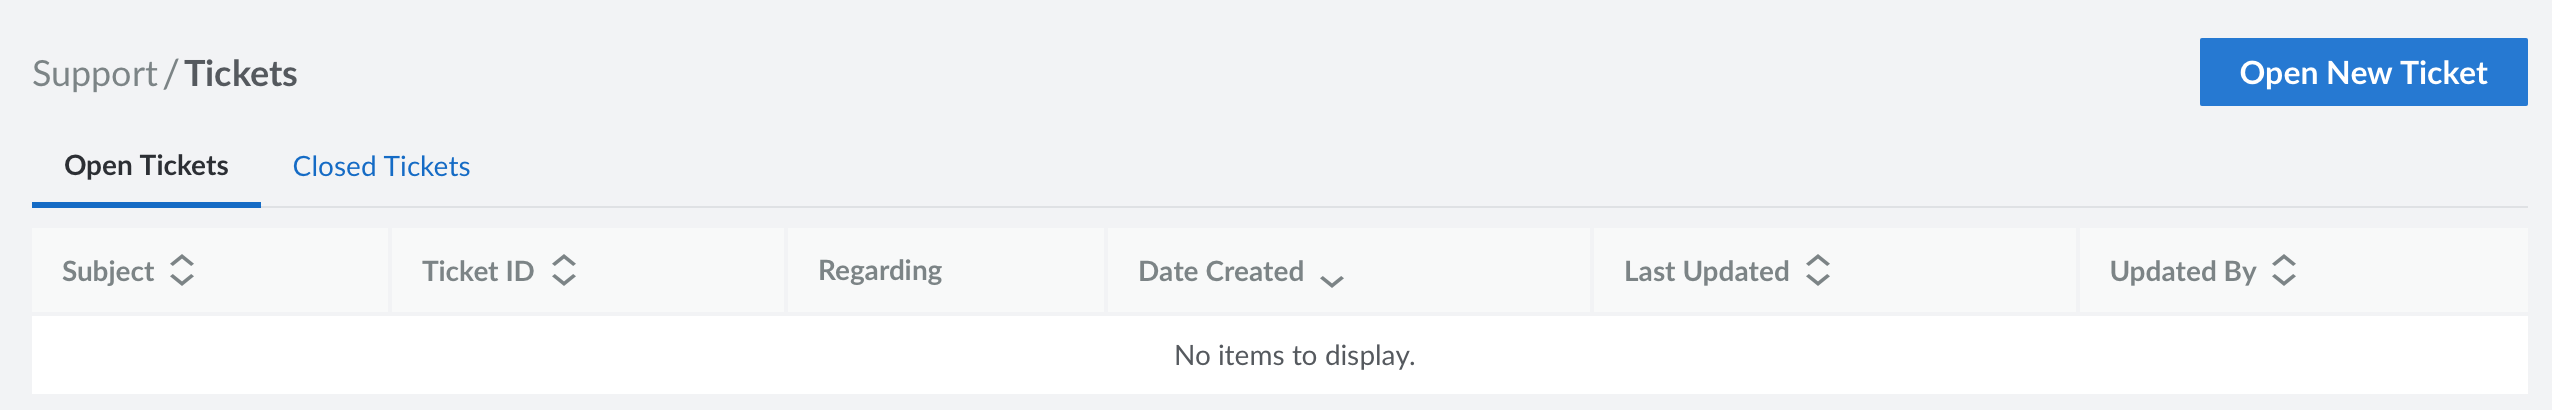 Support / Tickets
Open New Ticket
Open Tickets
Closed Tickets
Subject
Ticket ID
Regarding
Date Created
Last Updated
Updated By
No items to display.